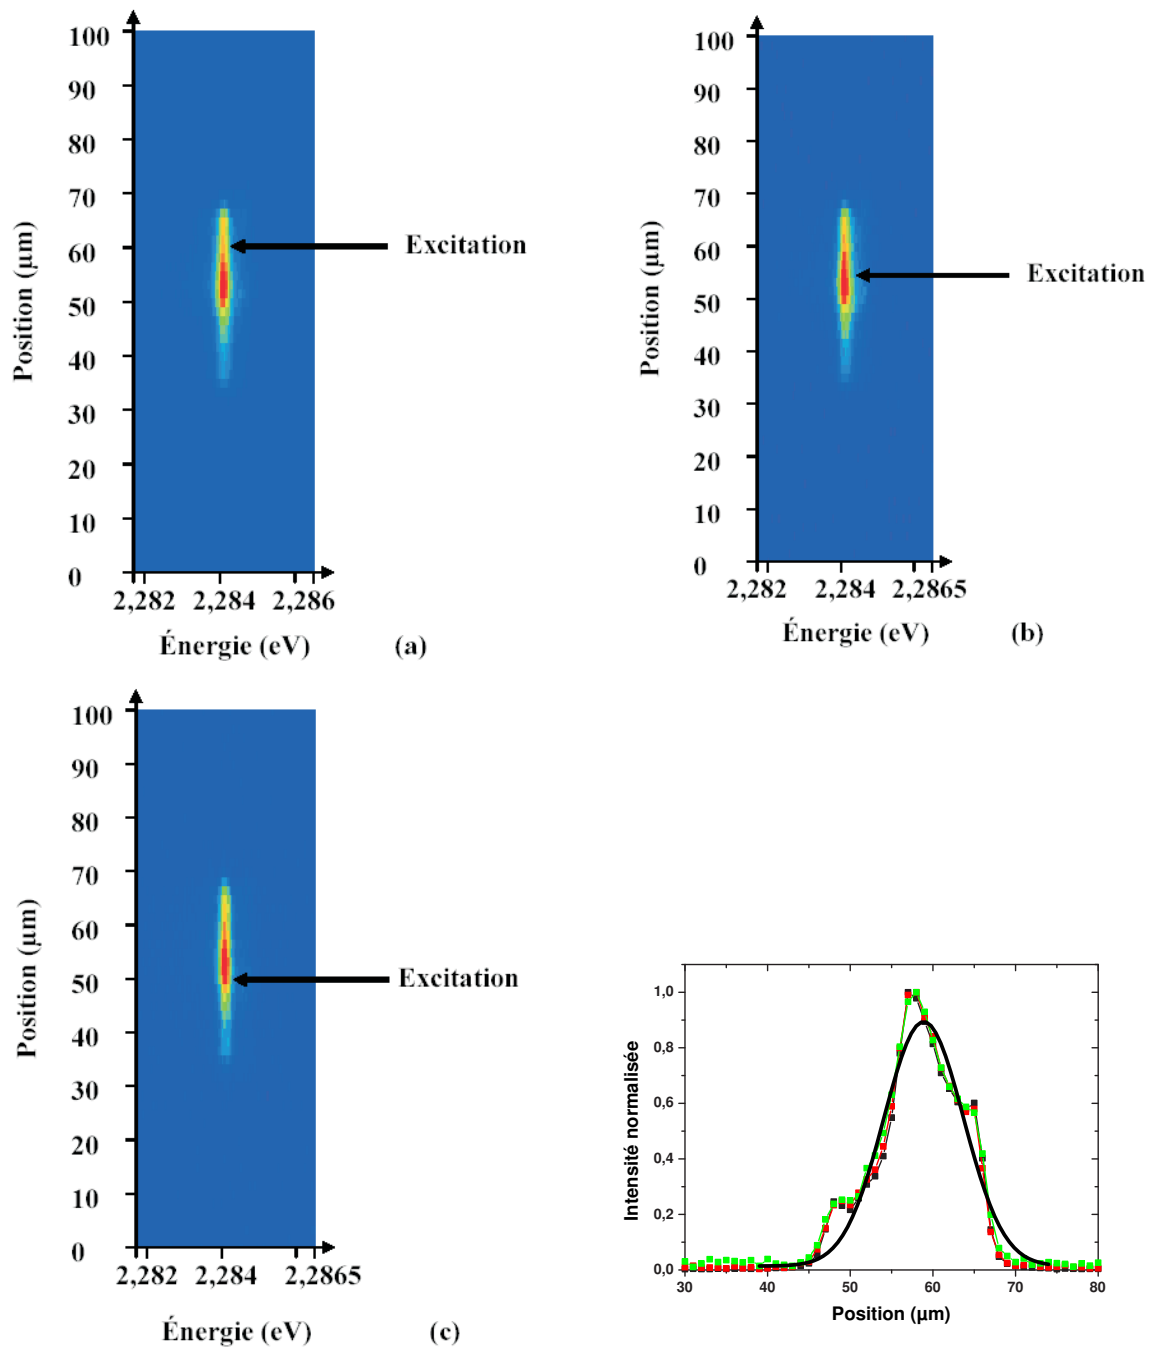 100
90
80
70
60
50
40
30
20
10
0
Position (µm)
Excitation
2,282 2,284 2,286
Énergie (eV)
(a)
100
90
80
70
60
50
40
30
20
10
0
Position (µm)
Excitation
2,282 2,284 2,2865
Énergie (eV)
(b)
100
90
80
70
60
50
40
30
20
10
0
Position (µm)
Excitation
2,282 2,284 2,2865
Énergie (eV)
(c)
1,0
0,8
0,6
0,4
0,2
0,0
Intensité normalisée
30 40 50 60 70 80
Position (µm)